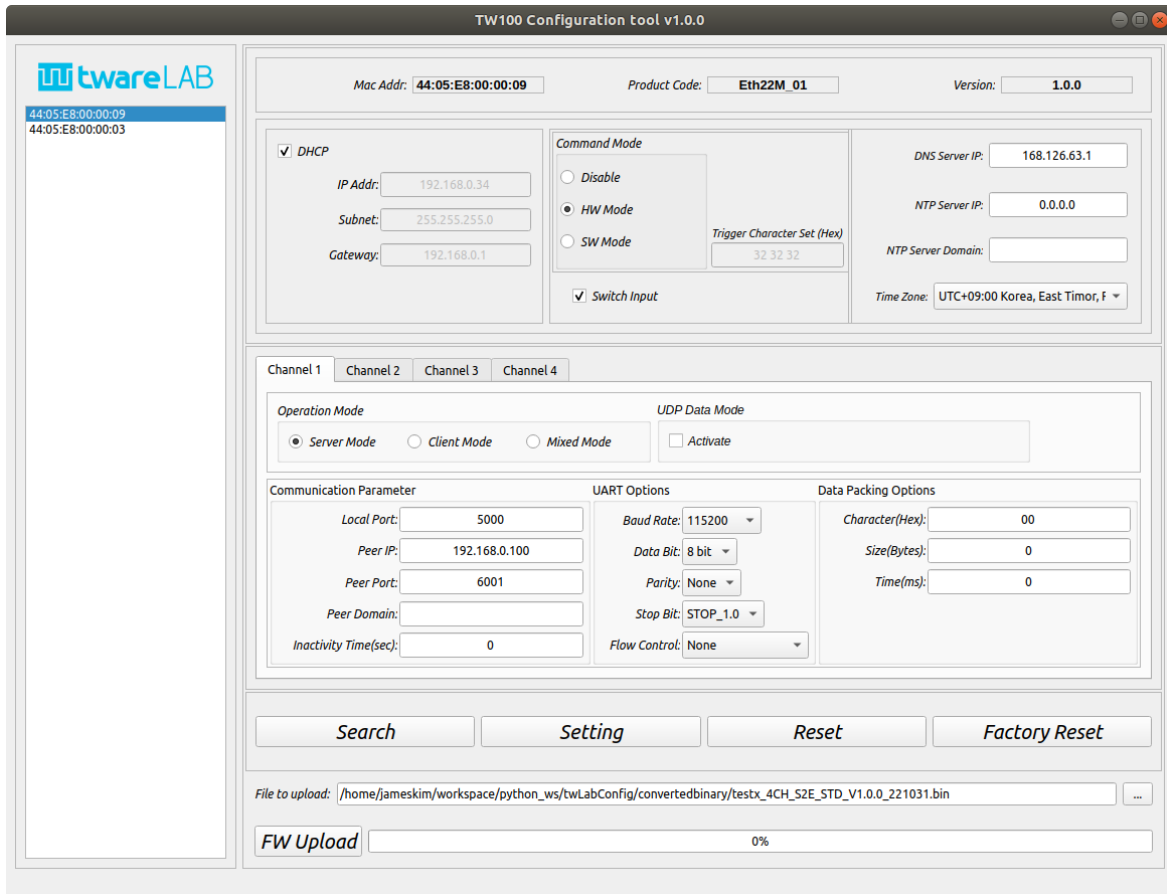 TW100 Configuration tool v1.0.0
twareLAB
44:05:E8:00:00:09
44:05:E8:00:00:03
Mac Addr: 44:05:E8:00:00:09 Product Code: Eth22M_01 Version: 1.0.0
DHCP
IP Addr: 192.168.0.34
Subnet: 255.255.255.0
Gateway: 192.168.0.1
Command Mode
Disable
HW Mode
SW Mode
Trigger Character Set (Hex)
32 32 32
Switch Input
DNS Server IP: 168.126.63.1
NTP Server IP: 0.0.0.0
NTP Server Domain:
Time Zone: UTC+09:00 Korea, East Timor, F
Channel 1 Channel 2 Channel 3 Channel 4
Operation Mode
Server Mode Client Mode Mixed Mode
UDP Data Mode
Activate
Communication Parameter
Local Port: 5000
Peer IP: 192.168.0.100
Peer Port: 6001
Peer Domain:
Inactivity Time(sec): 0
UART Options
Baud Rate: 115200
Data Bit: 8 bit
Parity: None
Stop Bit: STOP_1.0
Flow Control: None
Data Packing Options
Character(Hex): 00
Size(Bytes): 0
Time(ms): 0
Search Setting Reset Factory Reset
File to upload: /home/jameskim/workspace/python_ws/twLabConfig/convertedbinary/testx_4CH_S2E_STD_V1.0.0_221031.bin ...
FW Upload 0%